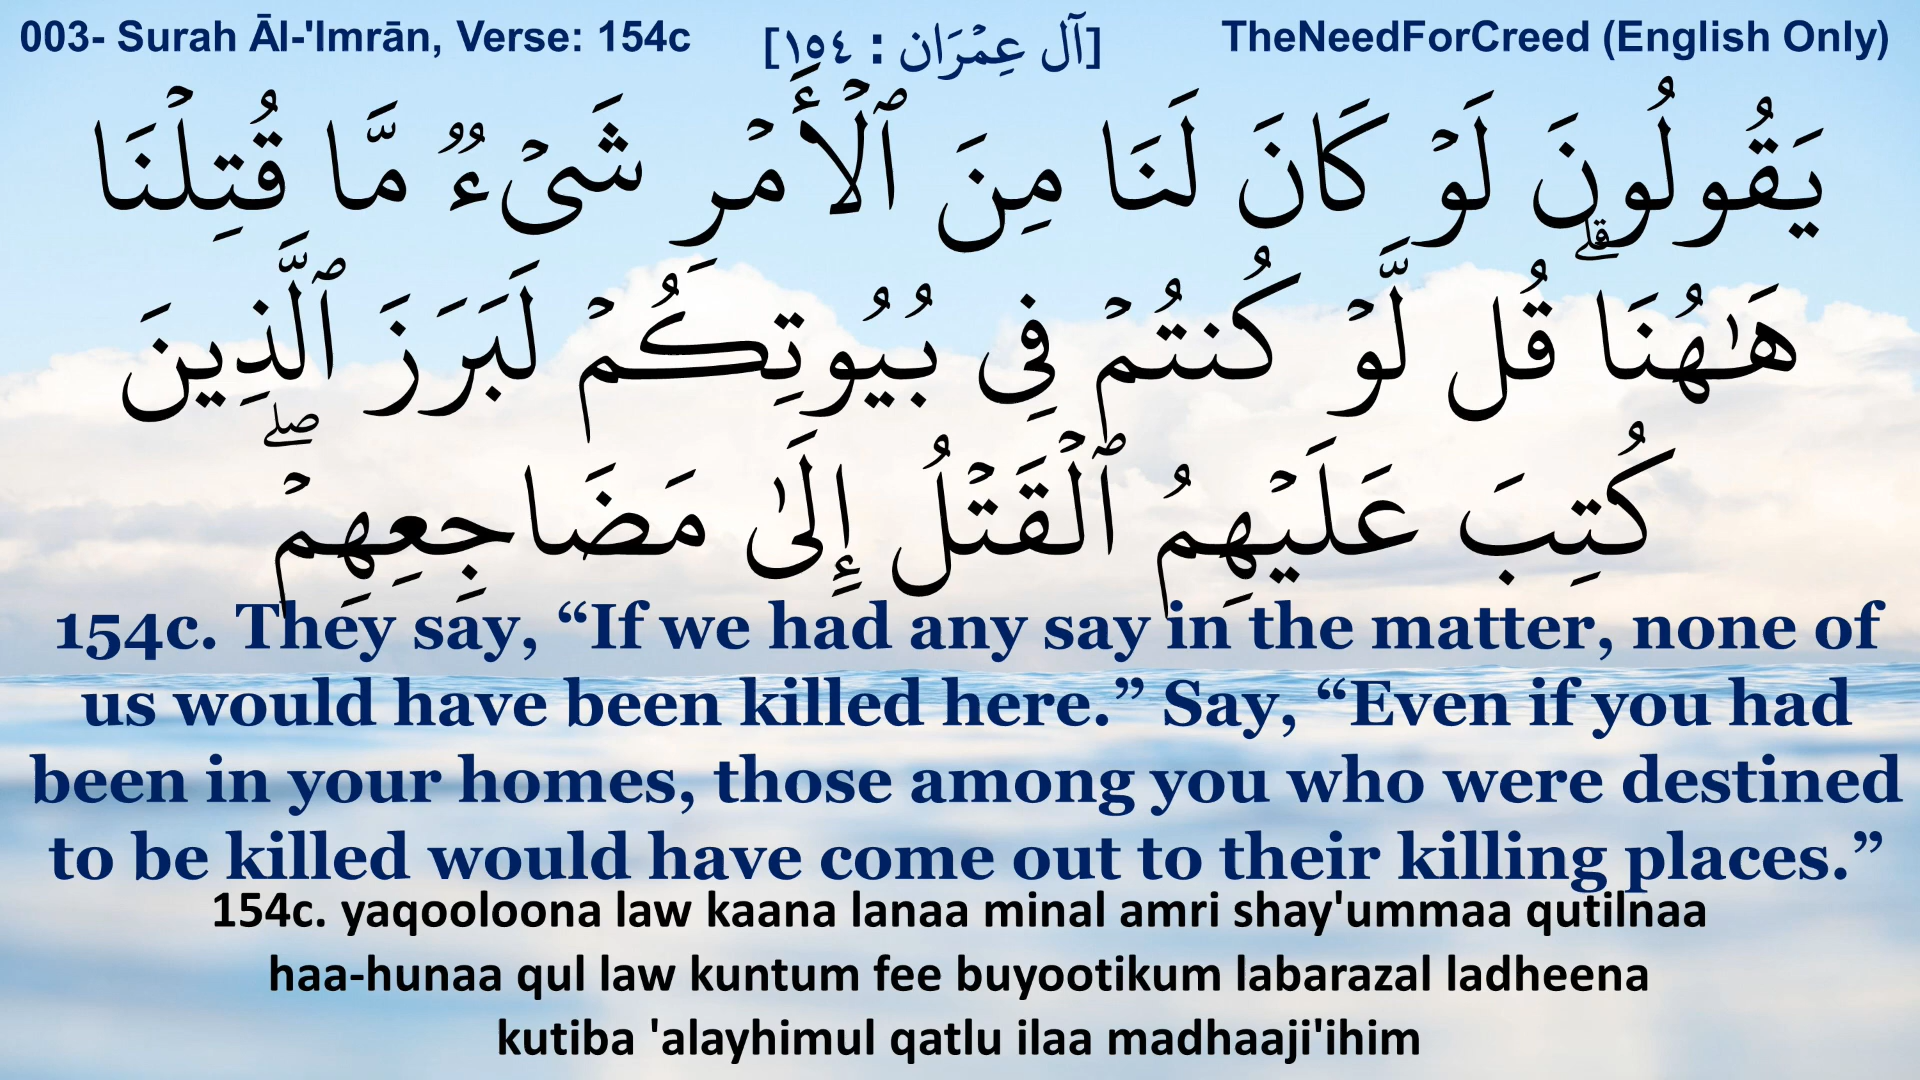 003- Surah Āl-'Imrān, Verse: 154c
[آل عِمْرَان : ١٥٤]
TheNeedForCreed (English Only)
يَقُولُونَ لَوۡ كَانَ لَنَا مِنَ ٱلۡأَمۡرِ شَيۡءٌ مَّا قُتِلۡنَا
هَٰهُنَاۗ قُل لَّوۡ كُنتُمۡ فِي بُيُوتِكُمۡ لَبَرَزَ ٱلَّذِينَ
كُتِبَ عَلَيۡهِمُ ٱلۡقَتۡلُ إِلَىٰ مَضَاجِعِهِمۡۖ
154c. They say, “If we had any say in the matter, none of
us would have been killed here.” Say, “Even if you had
been in your homes, those among you who were destined
to be killed would have come out to their killing places.”
154c. yaqooloona law kaana lanaa minal amri shay'ummaa qutilnaa
haa-hunaa qul law kuntum fee buyootikum labarazal ladheena
kutiba 'alayhimul qatlu ilaa madhaaji'ihim